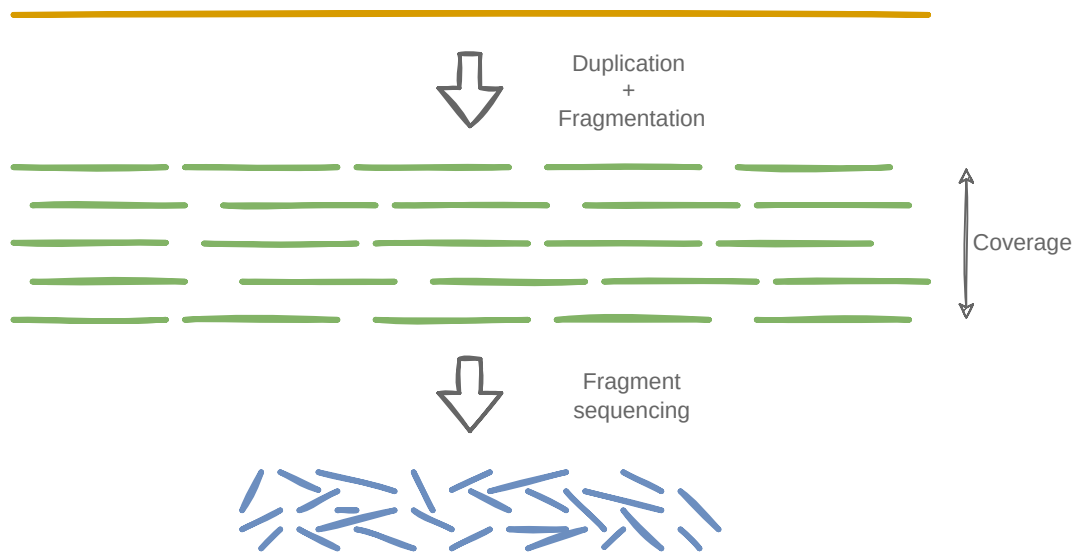 Duplication
+
Fragmentation
Coverage
Fragment
sequencing